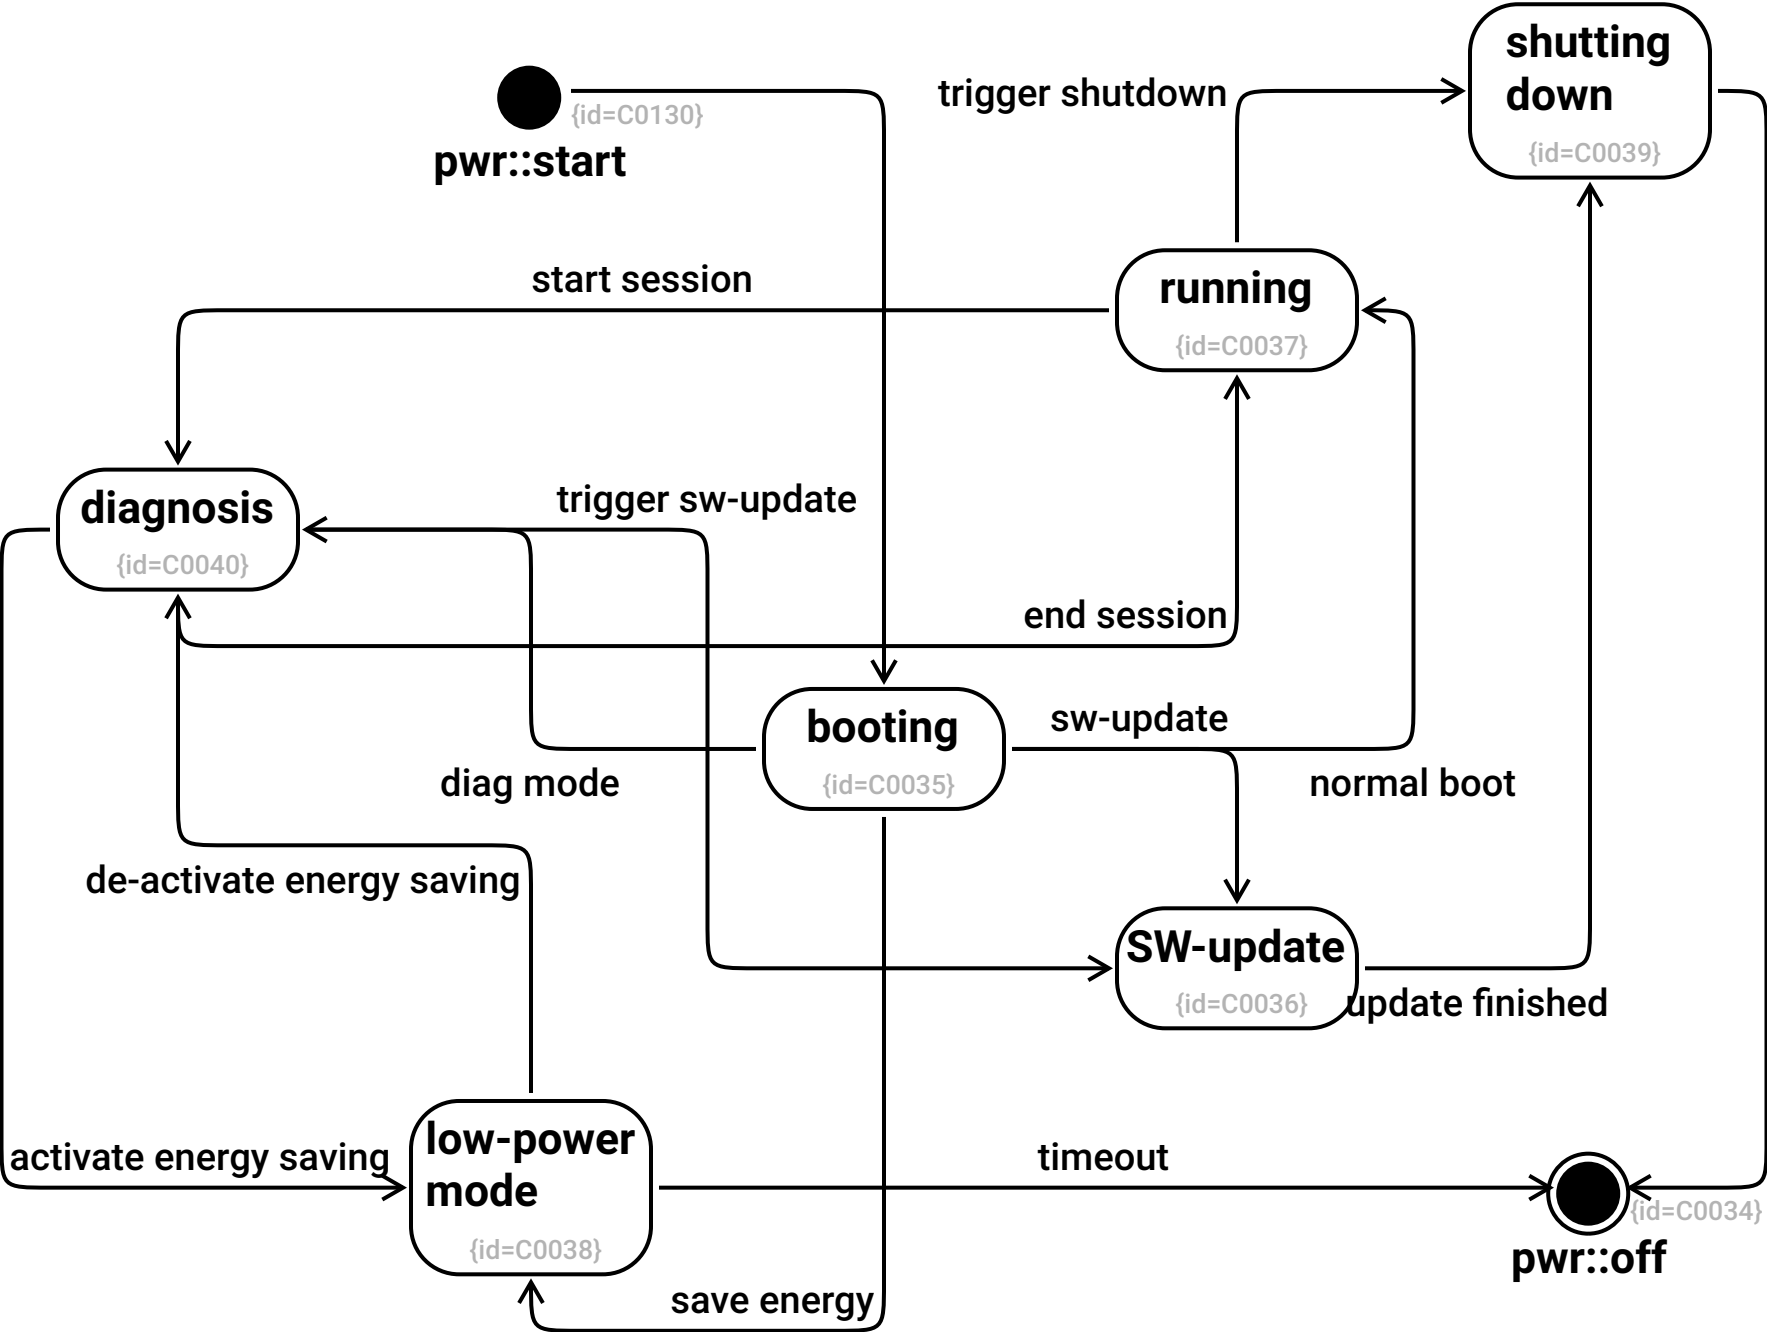 shutting
down
{id=C0039}
trigger shutdown
{id=C0130}
pwr::start
running
{id=C0037}
start session
diagnosis
{id=C0040}
trigger sw-update
end session
booting
{id=C0035}
sw-update
diag mode
normal boot
de-activate energy saving
SW-update
{id=C0036}
update finished
low-power
mode
{id=C0038}
activate energy saving
timeout
{id=C0034}
pwr::off
save energy